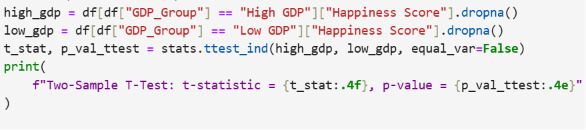 high_gdp = df[df["GDP_Group"] == "High GDP"]["Happiness Score"].dropna()
low_gdp = df[df["GDP_Group"] == "Low GDP"]["Happiness Score"].dropna()
t_stat, p_val_ttest = stats.ttest_ind(high_gdp, low_gdp, equal_var=False)
print(
    f"Two-Sample T-Test: t-statistic = {t_stat:.4f}, p-value = {p_val_ttest:.4e}"
)